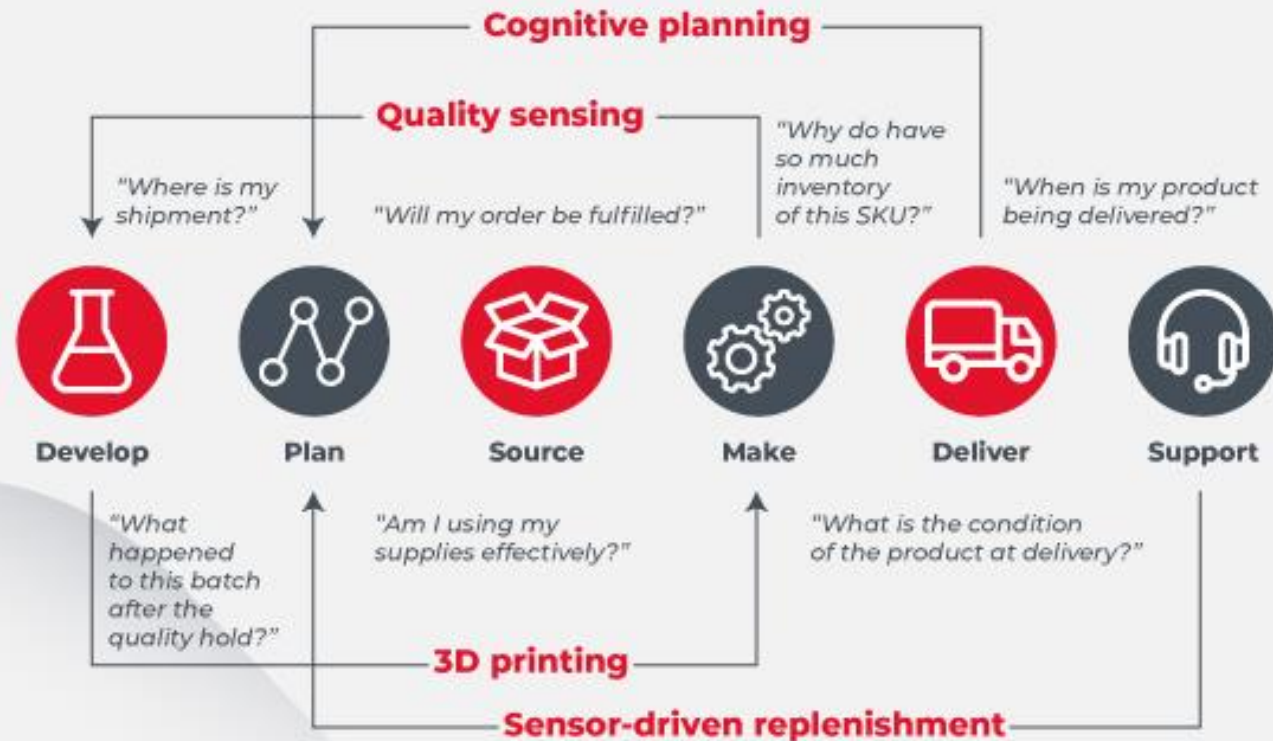 Cognitive planning
Quality sensing
“Where is my
shipment?”
“Will my order be fulfilled?”
“Why do have
so much
inventory
of this SKU?”
“When is my product
being delivered?”
Develop
Plan
Source
Make
Deliver
Support
“What
happened
to this batch
after the
quality hold?”
“Am I using my
supplies effectively?”
“What is the condition
of the product at delivery?”
3D printing
Sensor-driven replenishment